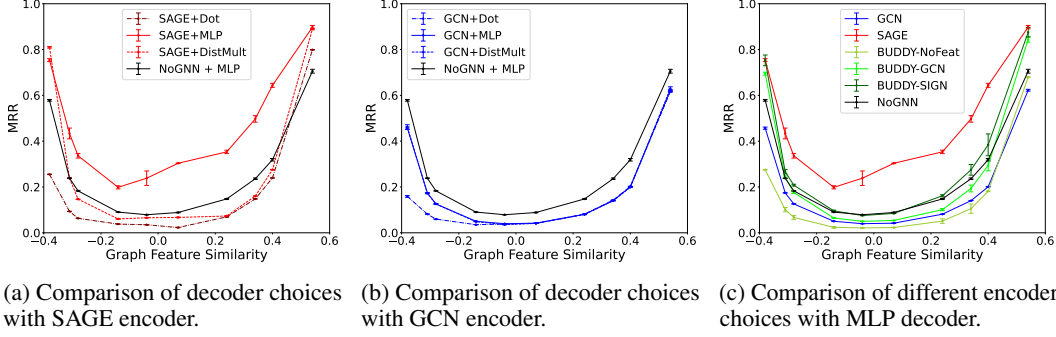 MRR
1.0
0.8
0.6
0.4
0.2
0.0
−0.4
−0.2
0.0
0.2
0.4
0.6
Graph Feature Similarity
SAGE+Dot
SAGE+MLP
SAGE+DistMult
NoGNN + MLP
(a) Comparison of decoder choices
with SAGE encoder.
MRR
1.0
0.8
0.6
0.4
0.2
0.0
−0.4
−0.2
0.0
0.2
0.4
0.6
Graph Feature Similarity
GCN+Dot
GCN+MLP
GCN+DistMult
NoGNN + MLP
(b) Comparison of decoder choices
with GCN encoder.
MRR
1.0
0.8
0.6
0.4
0.2
0.0
−0.4
−0.2
0.0
0.2
0.4
0.6
Graph Feature Similarity
GCN
SAGE
BUDDY-NoFeat
BUDDY-GCN
BUDDY-SIGN
NoGNN
(c) Comparison of different encoder
choices with MLP decoder.